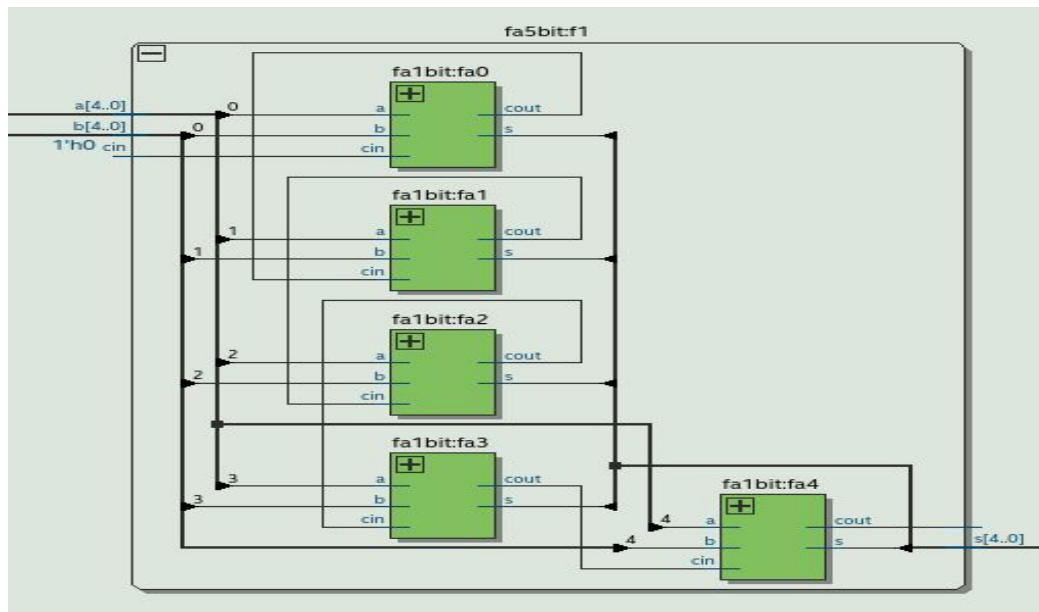 fa5bit:f1
fa1bit:fa0
a[4..0]
0
a
cout
b[4..0]
0
b
s
1'h0 cin
cin
fa1bit:fa1
1
a
cout
1
b
s
cin
fa1bit:fa2
2
a
cout
2
b
s
cin
fa1bit:fa3
3
a
cout
3
b
s
cin
fa1bit:fa4
4
a
cout
4
b
s
s[4..0]
cin